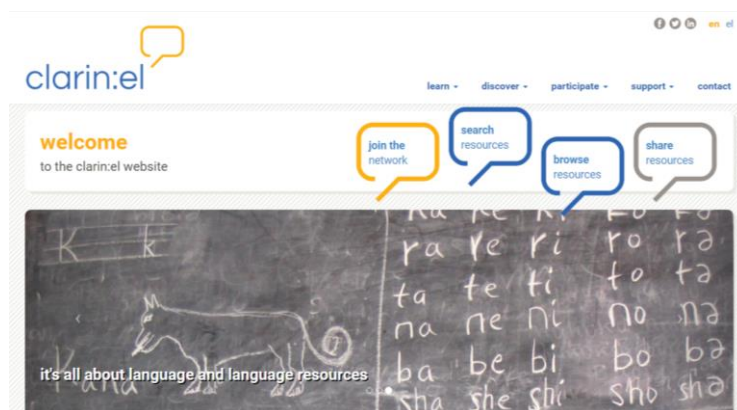 en el
clarin:el
learn discover participate support contact
welcome
to the clarin:el website
join the
network
search
resources
browse
resources
share
resources
K k
ra re ri ro rə
ta te ti to tə
na ne ni no nə
ba be bi bo bə
sha she shi sho shə
it's all about language and language resources